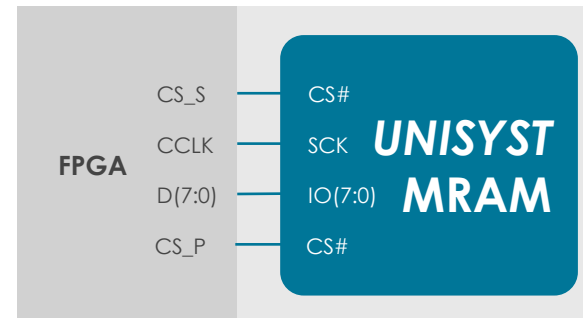 CS_S CS#
CCLK SCK UNISYST
FPGA
D(7:0) IO(7:0) MRAM
CS_P CS#